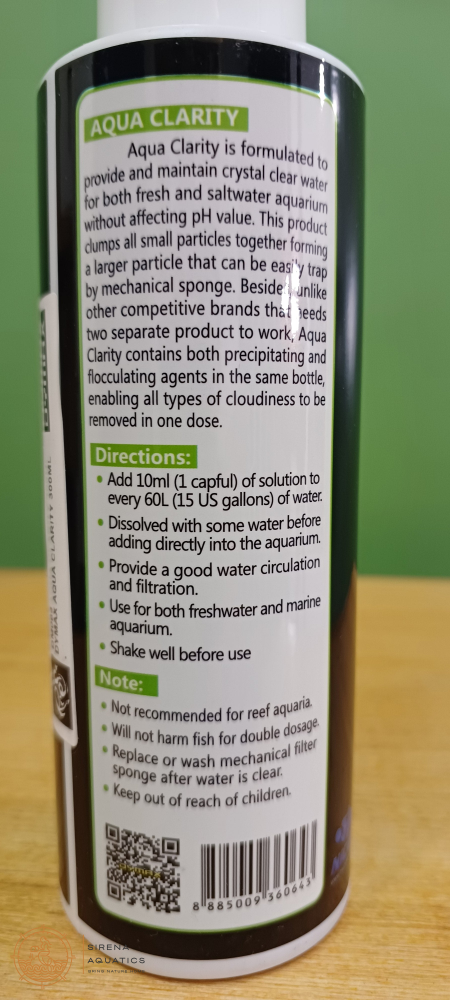 AQUA CLARITY
Aqua Clarity is formulated to
provide and maintain crystal clear water
for both fresh and saltwater aquarium
without affecting pH value. This product
clumps all small particles together forming
a larger particle that can be easily trap
by mechanical sponge. Beside, unlike
other competitive brands that needs
two separate product to work, Aqua
Clarity contains both precipitating and
flocculating agents in the same bottle,
enabling all types of cloudiness to be
removed in one dose.
Directions:
• Add 10ml (1 capful) of solution to
every 60L (15 US gallons) of water.
• Dissolved with some water before
adding directly into the aquarium.
• Provide a good water circulation
and filtration.
• Use for both freshwater and marine
aquarium.
• Shake well before use
Note:
• Not recommended for reef aquaria.
• Will not harm fish for double dosage.
• Replace or wash mechanical filter
sponge after water is clear.
• Keep out of reach of children.
8 885009 360643
DYMAX AQUA CLARITY 300ML
AQUATICS